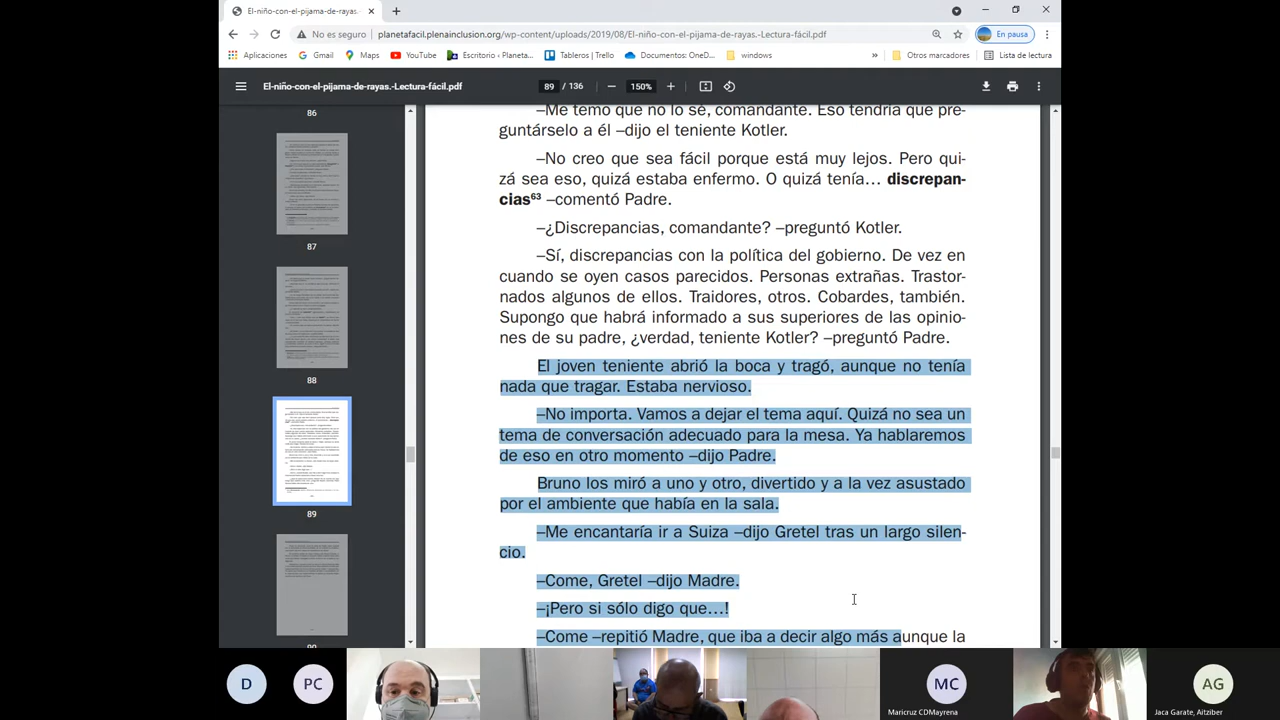 El-niño-con-el-pijama-de-rayas.-
No es seguro planetafacil.plenainclusion.org/wp-content/uploads/2019/08/El-niño-con-el-pijama-de-rayas.-Lectura-fácil.pdf En pausa
Aplicaciones Gmail Maps YouTube Escritorio ‹ Planeta… Tableros | Trello Documentos: OneD… windows » Otros marcadores Lista de lectura
El-niño-con-el-pijama-de-rayas.-Lectura-fácil.pdf 89 / 136 150%
86
87
88
89
–Me temo que no lo sé, comandante. Eso tendría que pre-
guntárselo a él –dijo el teniente Kotler.
–No creo que sea fácil porque está muy lejos. Pero qui-
zá sea eso, quizá estaba enfermo. O quizá tenía… discrepan-
cias63 –comentó Padre.
–¿Discrepancias, comandante? –preguntó Kotler.
–Sí, discrepancias con la política del gobierno. De vez en
cuando se oyen casos parecidos. Personas extrañas. Trastor-
nados algunos de ellos. Traidores, otros. Cobardes, también.
Supongo que había informado a sus superiores de las opinio-
nes de su padre, ¿verdad, teniente Kotler? –preguntó Padre.
El joven teniente abrió la boca y tragó, aunque no tenía
nada que tragar. Estaba nervioso.
–No importa. Vamos a dejar el tema aquí. Quizá no sea un
tema de conversación adecuado para la mesa. Ya hablaremos
de eso en otro momento –dijo Padre.
Bruno los miró a uno y otro, divertido y a la vez asustado
por el ambiente que había en la sala.
–Me encantaría ir a Suiza –dijo Gretel tras un largo silen-
cio.
–Come, Gretel –dijo Madre.
–¡Pero si sólo digo que…!
–Come –repitió Madre, que iba a decir algo más aunque la
D PC MC AG
Maricruz CDMayrena Jaca Garate, Aitziber